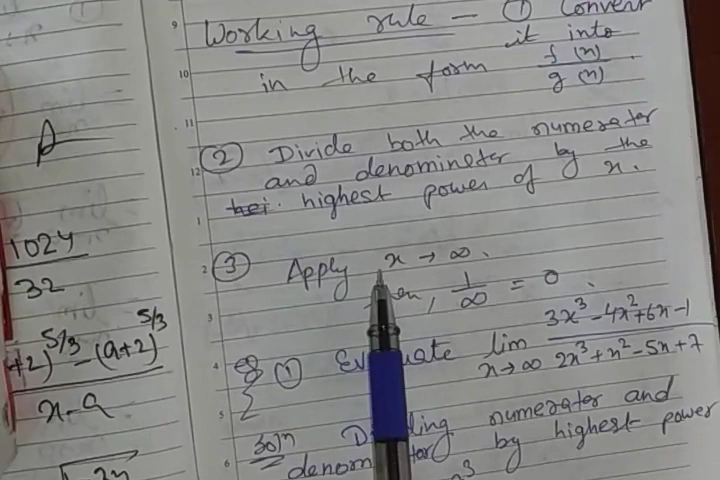 Working rule – ① Convert
it into
in the form f(x)/g(x).
② Divide both the numerator
and denominator by the
highest power of x.
③ Apply x → ∞.
, 1/∞ = 0.
eg ① lim x→∞ (3x³-4x²+6x-1)/(2x³+x²-5x+7)
Soln numerator and
by highest power
1024
32
+2)^5/3 - (a+2)^5/3
x-a